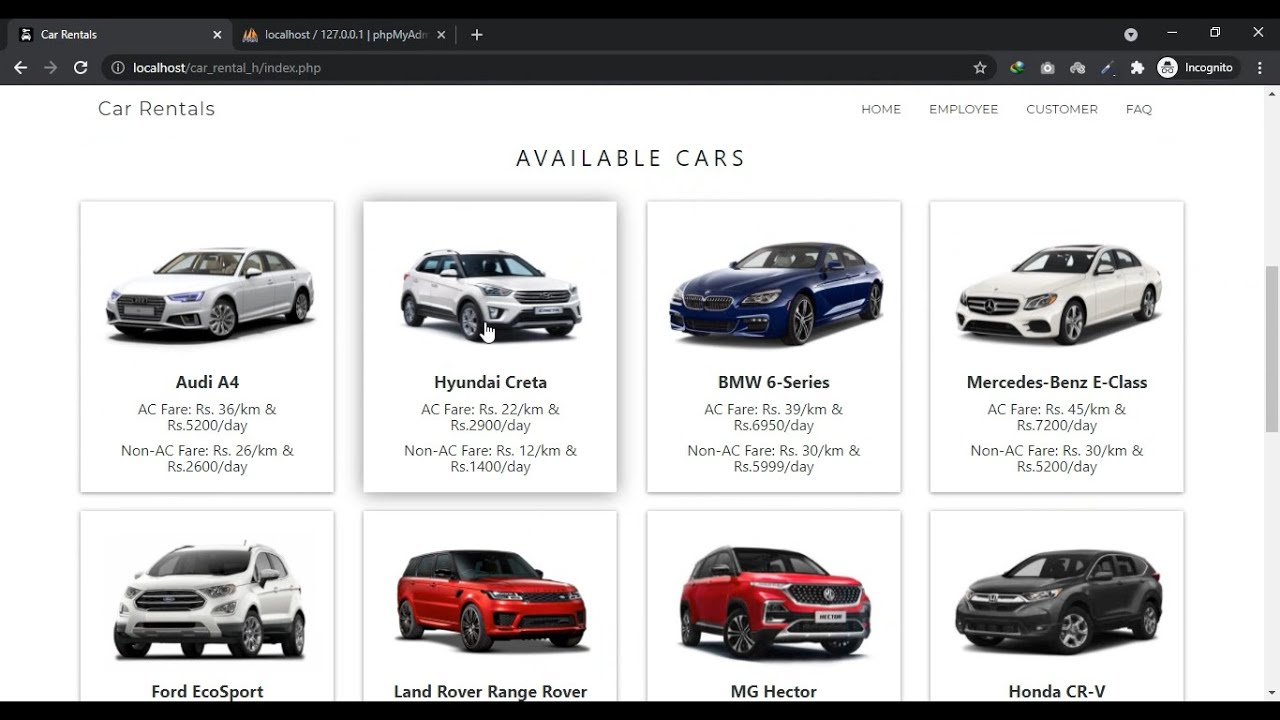 Car Rentals
localhost / 127.0.0.1 | phpMyAdm
localhost/car_rental_h/index.php
Incognito
Car Rentals
HOME
EMPLOYEE
CUSTOMER
FAQ
AVAILABLE CARS
Audi A4
AC Fare: Rs. 36/km &
Rs.5200/day
Non-AC Fare: Rs. 26/km &
Rs.2600/day
Hyundai Creta
AC Fare: Rs. 22/km &
Rs.2900/day
Non-AC Fare: Rs. 12/km &
Rs.1400/day
BMW 6-Series
AC Fare: Rs. 39/km &
Rs.6950/day
Non-AC Fare: Rs. 30/km &
Rs.5999/day
Mercedes-Benz E-Class
AC Fare: Rs. 45/km &
Rs.7200/day
Non-AC Fare: Rs. 30/km &
Rs.5200/day
Ford EcoSport
Land Rover Range Rover
HECTOR
MG Hector
Honda CR-V